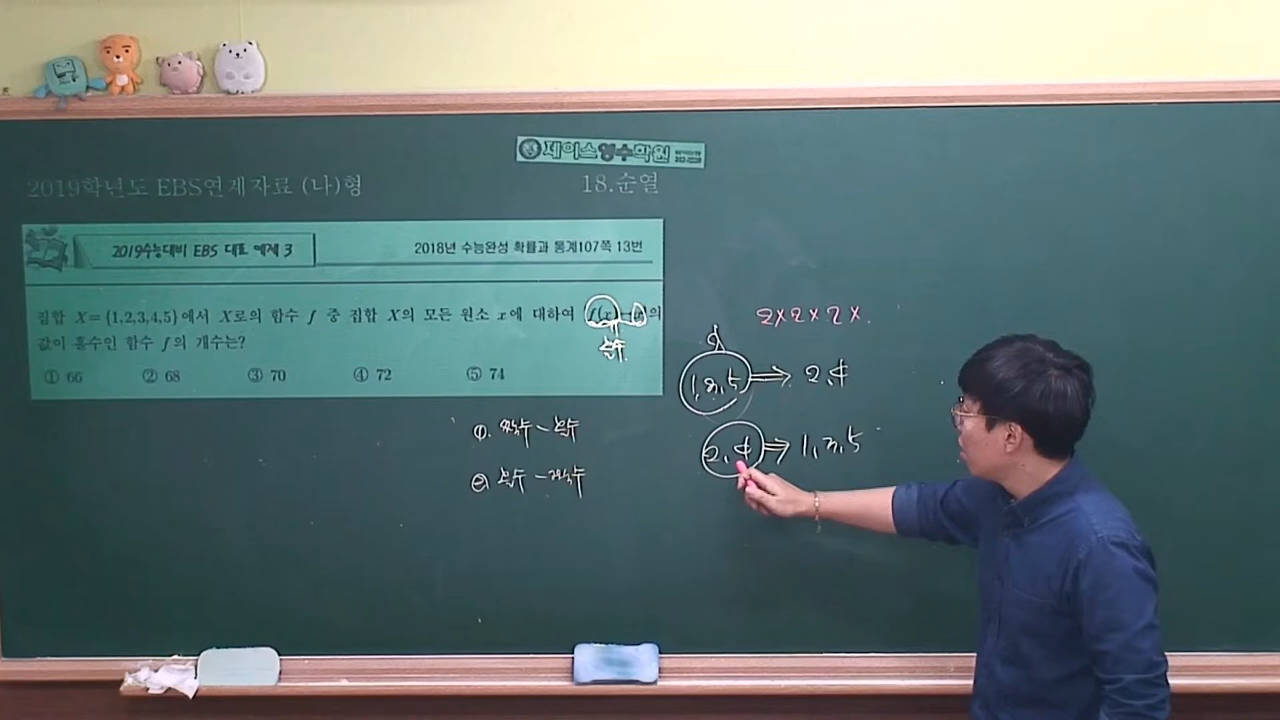 제이스영수학원
2019학년도 EBS연계자료 (나)형
18.순열
2019수능대비 EBS 대표 예제 3
2018년 수능완성 확률과 통계107쪽 13번
집합 X={1,2,3,4,5}에서 X로의 함수 f 중 집합 X의 모든 원소 x에 대하여 f(x)-x의
값이 홀수인 함수 f의 개수는?
① 66 ② 68 ③ 70 ④ 72 ⑤ 74
홀수
① 짝수-홀수
② 홀수-짝수
2×2×2×
1,3,5 ⇒ 2,4
2,4 ⇒ 1,3,5